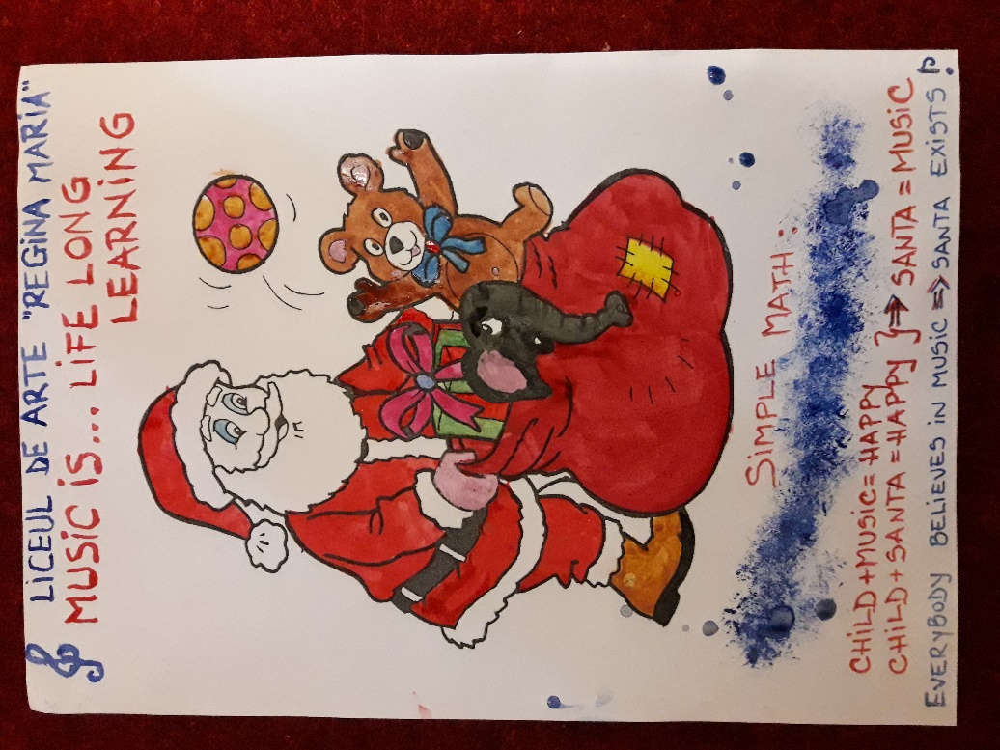 LICEUL DE ARTE "REGINA MARIA"
MUSIC IS... LIFE LONG
LEARNING
SIMPLE MATH:
CHILD + MUSIC = HAPPY
CHILD + SANTA = HAPPY } => SANTA = MUSIC
EVERYBODY BELIEVES IN MUSIC => SANTA EXISTS